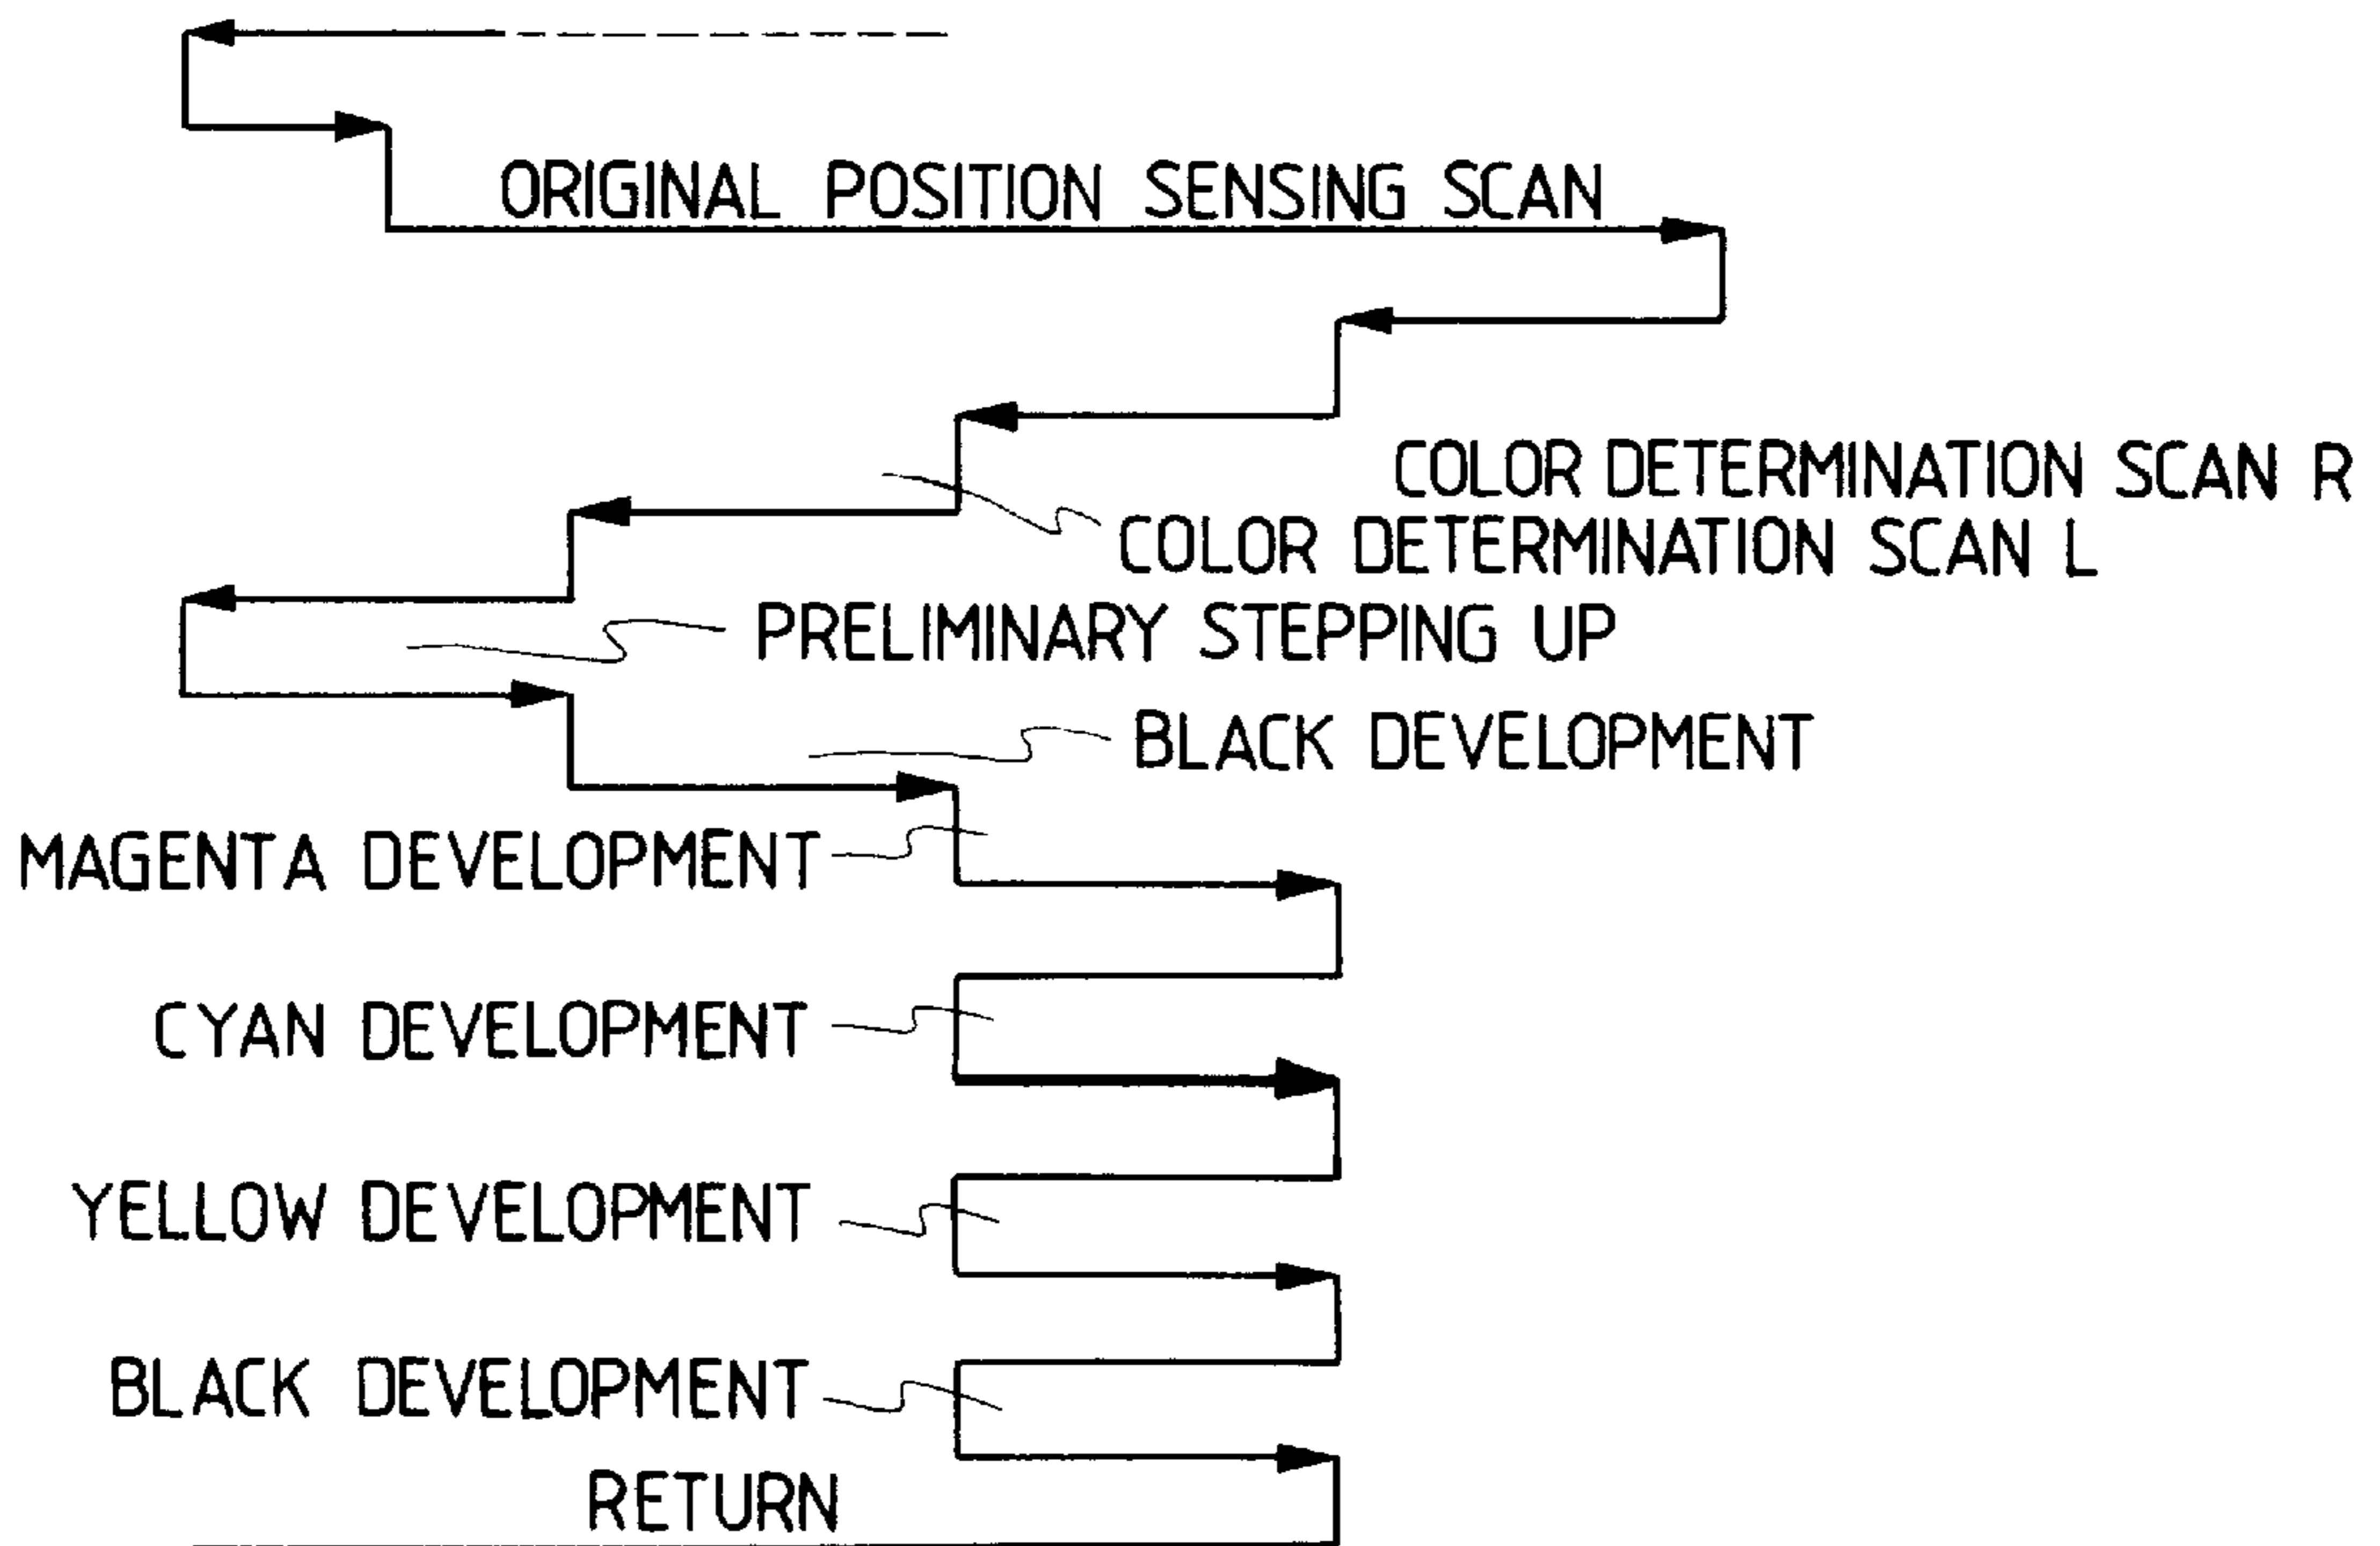 ORIGINAL POSITION SENSING SCAN
COLOR DETERMINATION SCAN R
COLOR DETERMINATION SCAN L
PRELIMINARY STEPPING UP
BLACK DEVELOPMENT
MAGENTA DEVELOPMENT
CYAN DEVELOPMENT
YELLOW DEVELOPMENT
BLACK DEVELOPMENT
RETURN